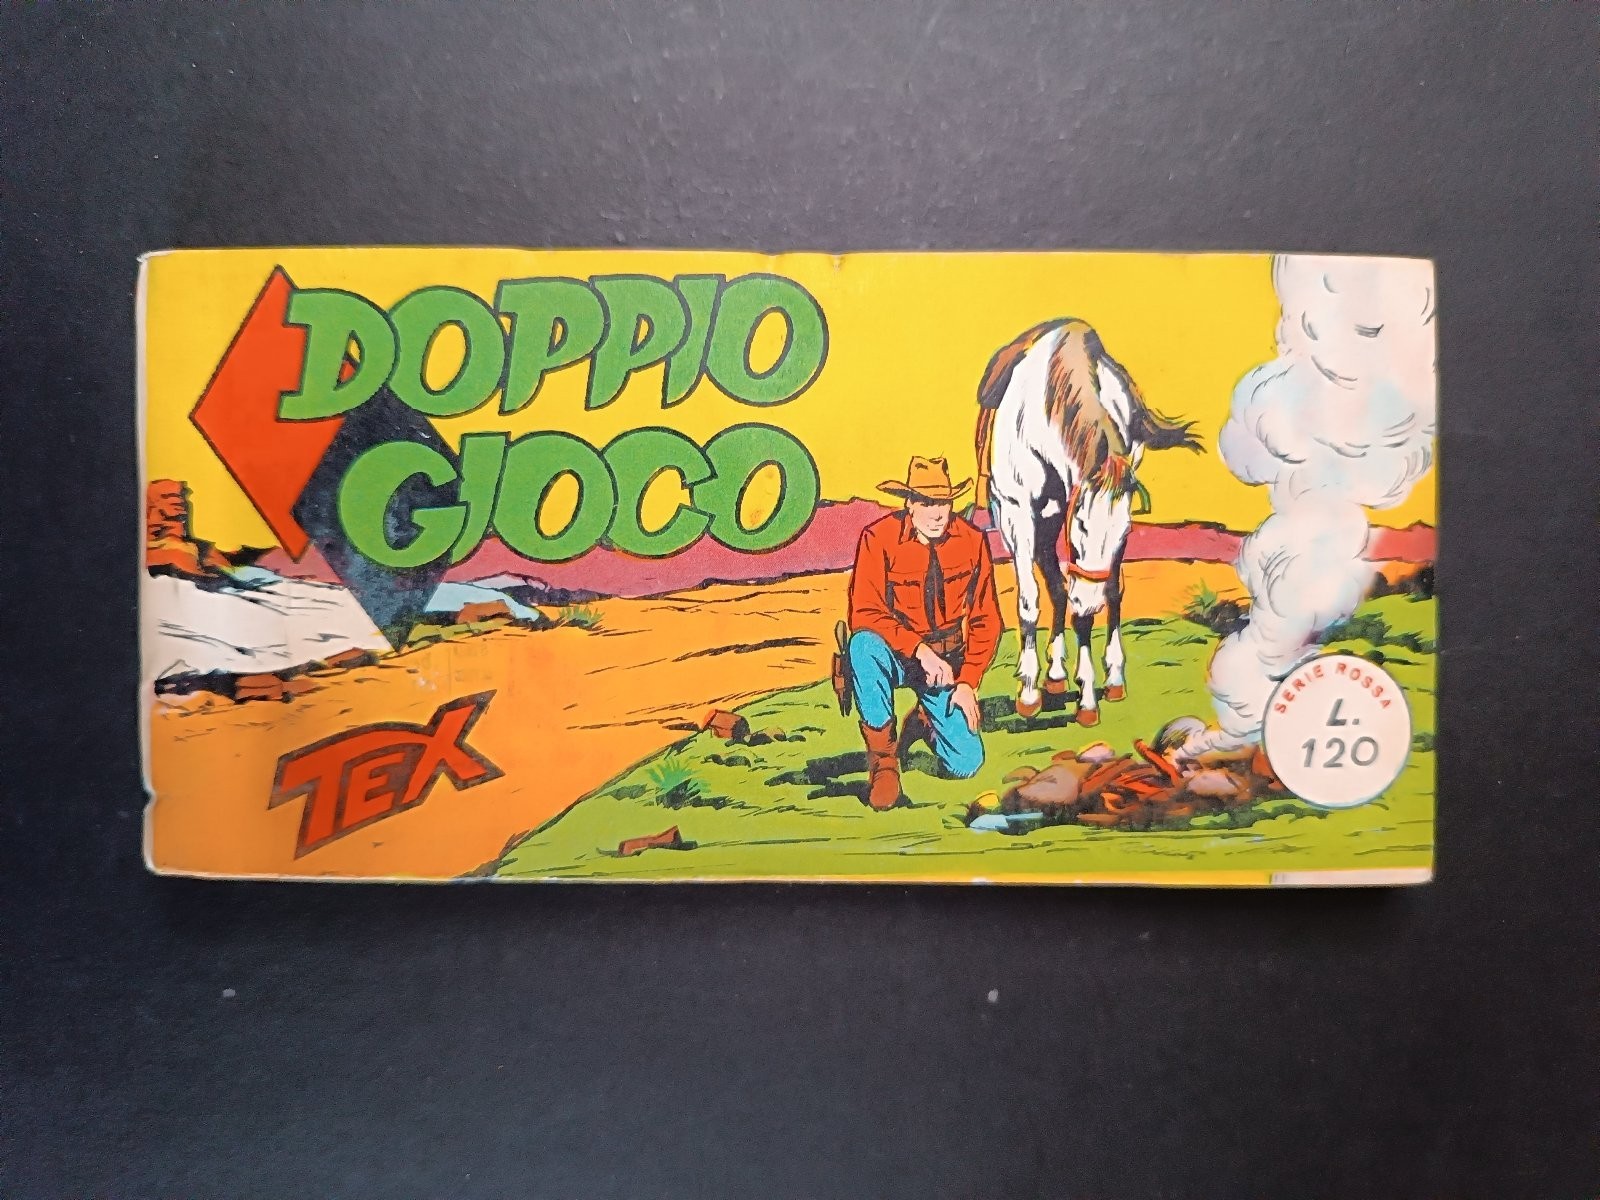 DOPPIO
GIOCO
TEX
SERIE ROSSA
L.
120